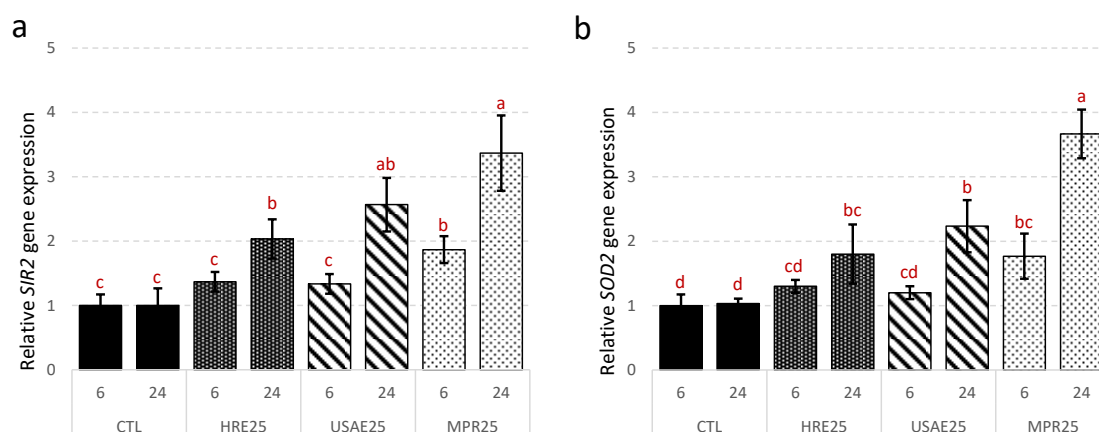 a
Relative SIR2 gene expression
5
4
3
2
1
0
c
c
c
b
c
ab
b
a
6 24 6 24 6 24 6 24
CTL HRE25 USAE25 MPR25
b
Relative SOD2 gene expression
5
4
3
2
1
0
d
d
cd
bc
cd
b
bc
a
6 24 6 24 6 24 6 24
CTL HRE25 USAE25 MPR25